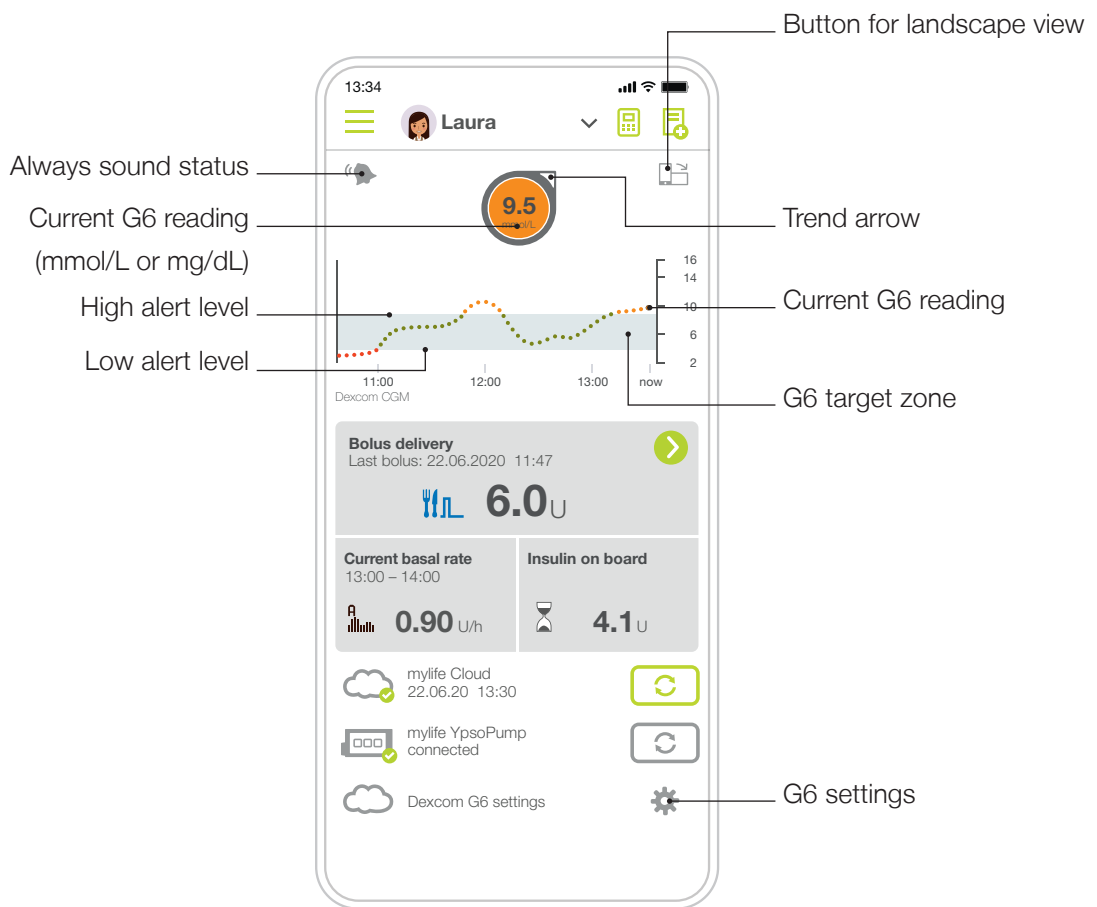 Button for landscape view
13:34
Laura
Always sound status
9.5
mmol/L
Current G6 reading
(mmol/L or mg/dL)
Trend arrow
High alert level
Low alert level
16
14
10
6
2
Current G6 reading
11:00
12:00
13:00
now
Dexcom CGM
G6 target zone
Bolus delivery
Last bolus: 22.06.2020 11:47
6.0 U
Current basal rate
13:00 – 14:00
A
0.90 U/h
Insulin on board
4.1 U
mylife Cloud
22.06.20 13:30
mylife YpsoPump
connected
Dexcom G6 settings
G6 settings